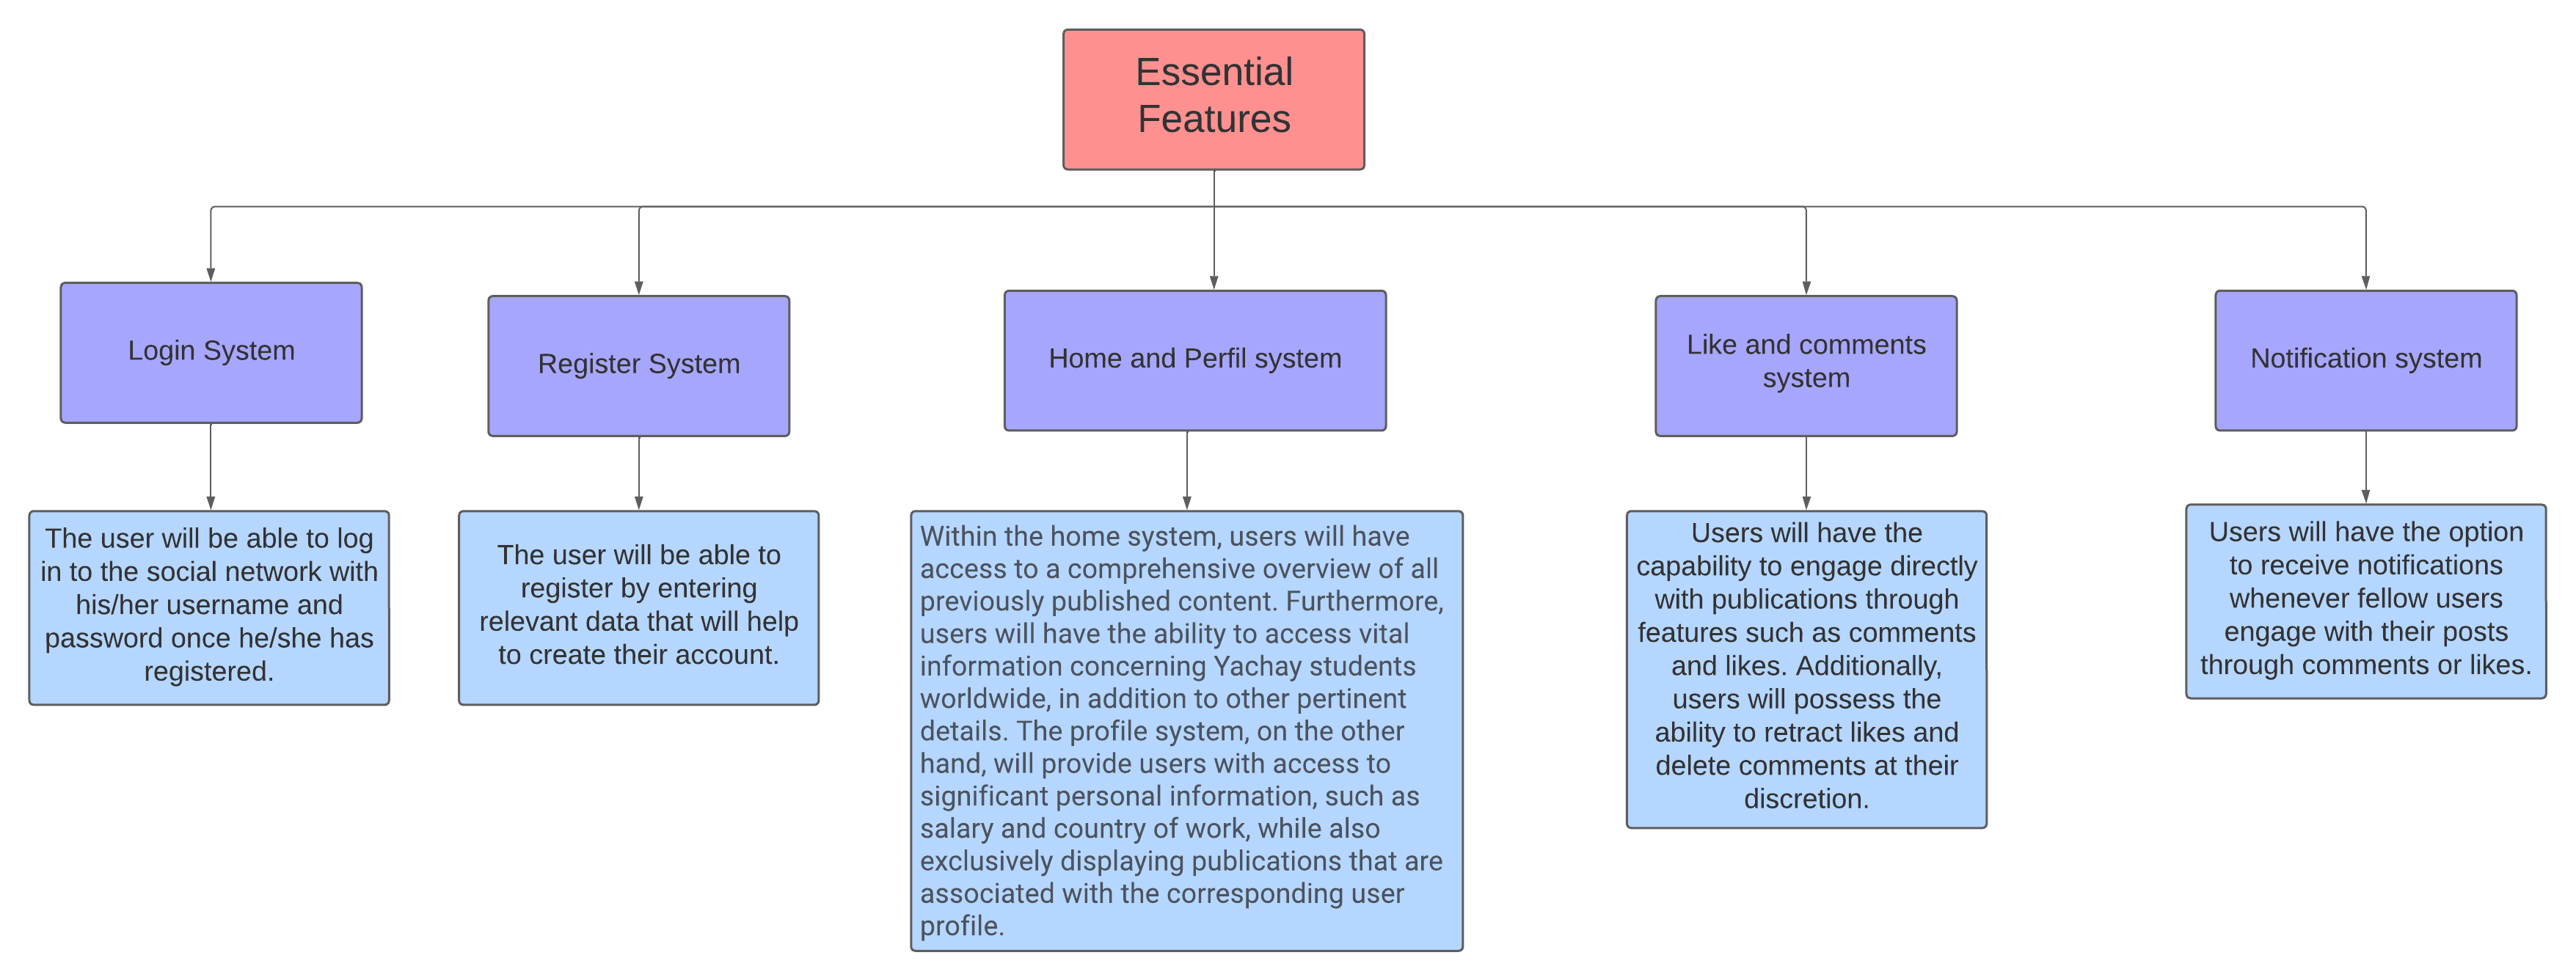 Essential
Features
Login System
Register System
Home and Perfil system
Like and comments
system
Notification system
The user will be able to log
in to the social network with
his/her username and
password once he/she has
registered.
The user will be able to
register by entering
relevant data that will help
to create their account.
Within the home system, users will have
access to a comprehensive overview of all
previously published content. Furthermore,
users will have the ability to access vital
information concerning Yachay students
worldwide, in addition to other pertinent
details. The profile system, on the other
hand, will provide users with access to
significant personal information, such as
salary and country of work, while also
exclusively displaying publications that are
associated with the corresponding user
profile.
Users will have the
capability to engage directly
with publications through
features such as comments
and likes. Additionally,
users will possess the
ability to retract likes and
delete comments at their
discretion.
Users will have the option
to receive notifications
whenever fellow users
engage with their posts
through comments or likes.